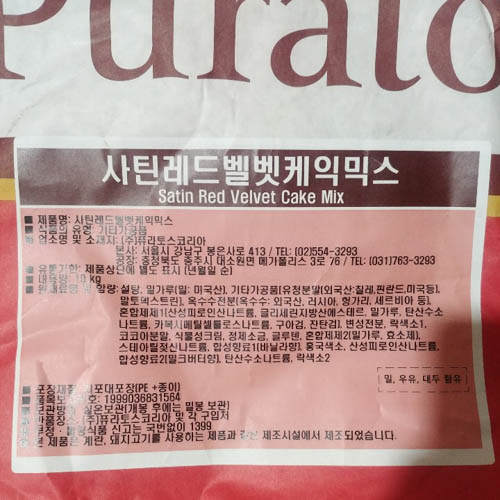 Purato
사틴레드벨벳케익믹스
Satin Red Velvet Cake Mix
■ 제품명: 사틴레드벨벳케익믹스
■ 식품의 유형: 기타가공품
■ 업소명 및 소재지: (주)퓨라토스코리아
본사: 서울시 강남구 봉은사로 413 / TEL: (02)554-3293
공장: 충청북도 충주시 대소원면 메가폴리스 3로 76 / TEL: (031)763-3293
■ 유통기한: 제품상단에 별도 표시 (년월일 순)
■ 내용량: 10 kg
■ 원재료명 및 함량: 설탕, 밀가루(밀: 미국산), 기타가공품(유청분말(외국산:칠레,핀란드,미국등),
말토덱스트린), 옥수수전분(옥수수: 외국산, 러시아, 헝가리, 세르비아 등),
혼합제제1(산성피로인산나트륨, 글리세린지방산에스테르, 밀가루, 탄산수소
나트륨, 카복시메틸셀룰로스나트륨, 구아검, 잔탄검), 변성전분, 락색소1,
코코아분말, 식물성크림, 정제소금, 글루텐, 혼합제제2(밀가루, 효소제),
스테아릴젖산나트륨, 합성향료1(바닐라향), 홍국색소, 산성피로인산나트륨,
합성향료2(밀크버터향), 탄산수소나트륨, 락색소2
밀, 우유, 대두 함유
■ 포장재질: 지포대포장(PE +종이)
■ 품목보고번호: 1999036831564
■ 보관방법: 실온보관(개봉 후에는 밀봉 보관)
■ 반품장소: (주)퓨라토스코리아 및 각 구입처
■ 부정·불량식품 신고는 국번없이 1399
■ 본 제품은 계란, 돼지고기를 사용하는 제품과 같은 제조시설에서 제조되었습니다.